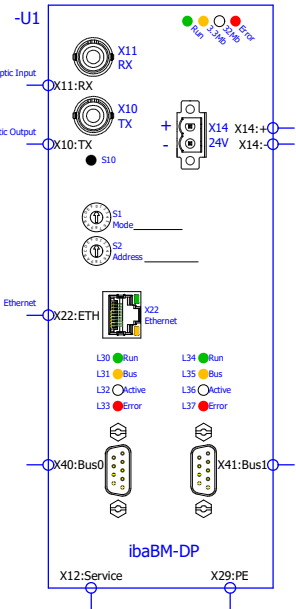 -U1
Run
3.3Mb
32Mb
Error
X11
RX
ptic Input
X11:RX
X10
TX
tic Output
X10:TX
S10
+
-
X14
24V
X14:+
X14:-
S1
Mode
S2
Address
Ethernet
X22:ETH
X22
Ethernet
L30 Run L34 Run
L31 Bus L35 Bus
L32 Active L36 Active
L33 Error L37 Error
X40:Bus0
X41:Bus1
ibaBM-DP
X12:Service X29:PE